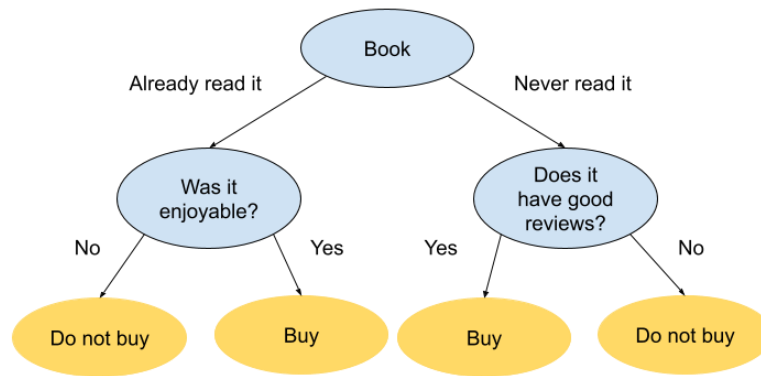 Book
Already read it
Never read it
Was it
enjoyable?
Does it
have good
reviews?
No
Yes
Yes
No
Do not buy
Buy
Buy
Do not buy